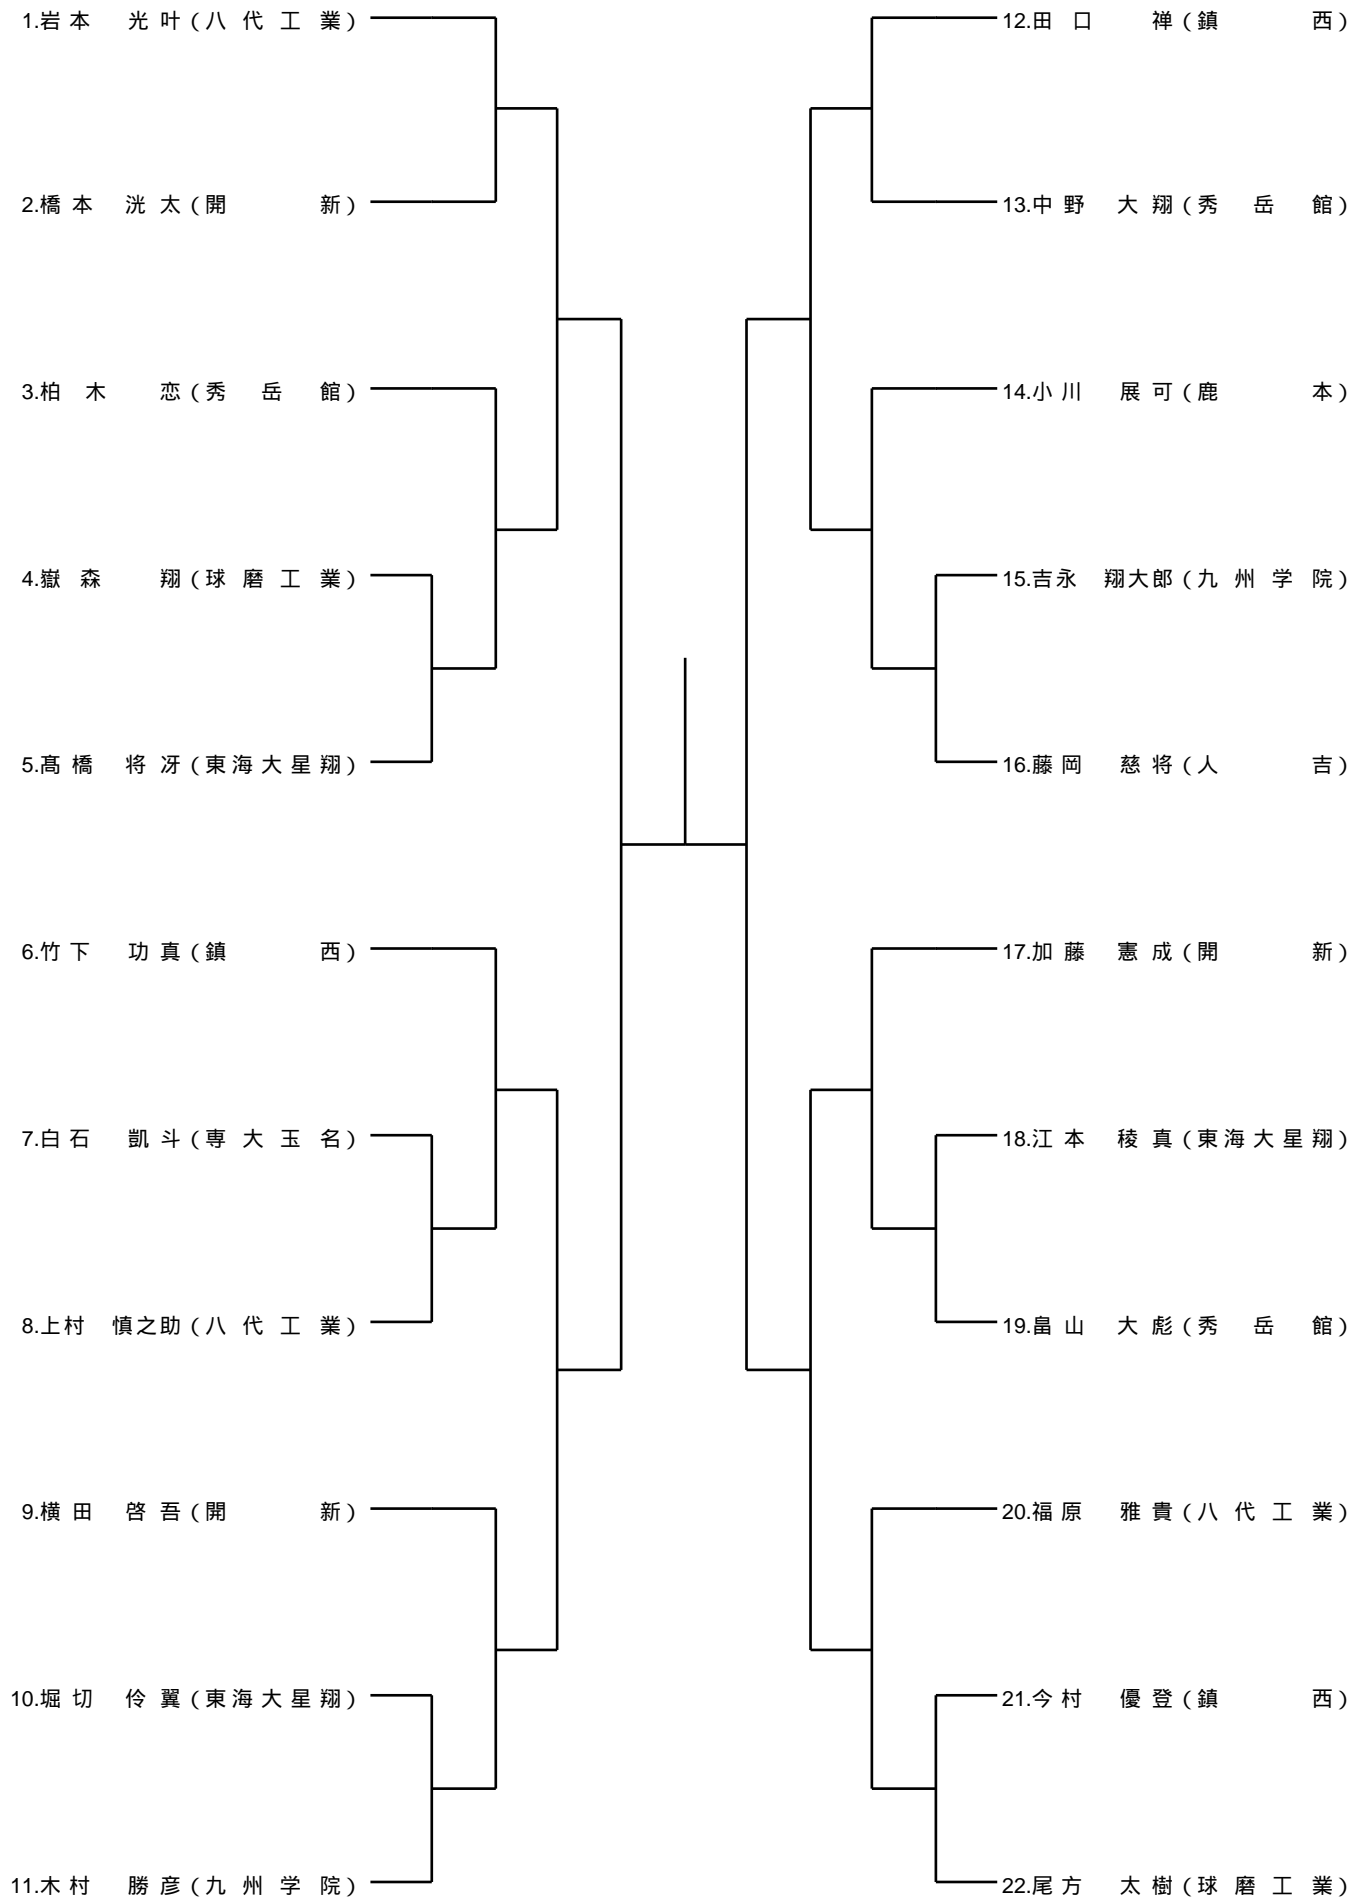 1.岩本 光叶(八代工業)
2.橋本 洸太(開新)
3.柏木 恋(秀岳館)
4.嶽森 翔(球磨工業)
5.髙橋 将冴(東海大星翔)
6.竹下 功真(鎮西)
7.白石 凱斗(専大玉名)
8.上村 慎之助(八代工業)
9.横田 啓吾(開新)
10.堀切 伶翼(東海大星翔)
11.木村 勝彦(九州学院)
12.田口 禅(鎮西)
13.中野 大翔(秀岳館)
14.小川 展可(鹿本)
15.吉永 翔大郎(九州学院)
16.藤岡 慈将(人吉)
17.加藤 憲成(開新)
18.江本 稜真(東海大星翔)
19.畠山 大彪(秀岳館)
20.福原 雅貴(八代工業)
21.今村 優登(鎮西)
22.尾方 太樹(球磨工業)